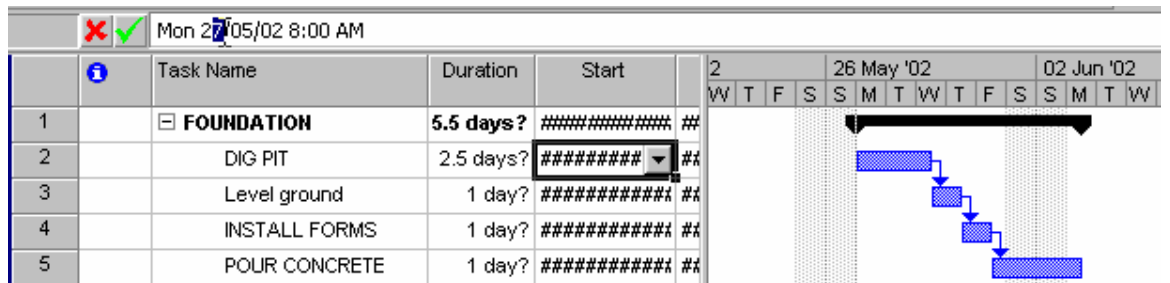 Mon 27/05/02 8:00 AM
Task Name Duration Start 2 26 May '02 02 Jun '02
W T F S S M T W T F S S M T W
1 FOUNDATION 5.5 days? ############ ##
2 DIG PIT 2.5 days? ######### ##
3 Level ground 1 day? ############ ##
4 INSTALL FORMS 1 day? ############ ##
5 POUR CONCRETE 1 day? ############ ##